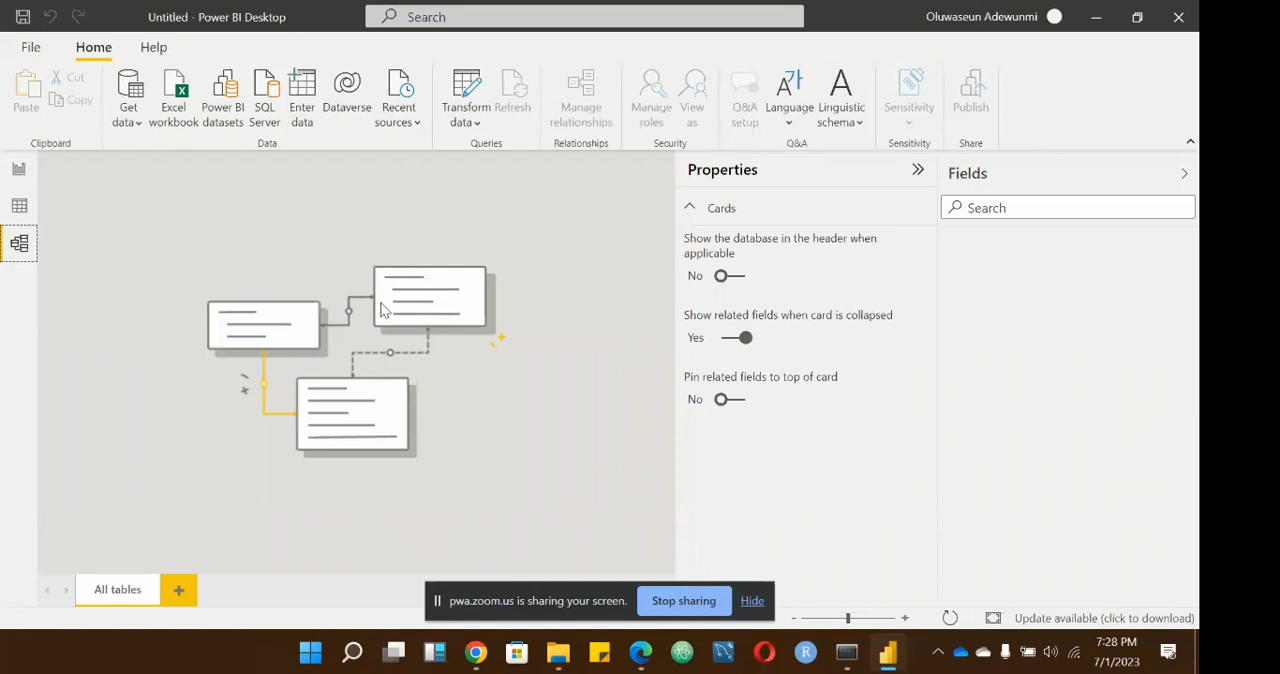 Untitled - Power BI Desktop
Search
Oluwaseun Adewunmi
File
Home
Help
Paste
Cut
Copy
Get data
Excel workbook
Power BI datasets
SQL Server
Enter data
Dataverse
Recent sources
Transform data
Refresh
Manage relationships
Manage roles
View as
Q&A setup
Language
Linguistic schema
Sensitivity
Publish
Clipboard
Data
Queries
Relationships
Security
Q&A
Sensitivity
Share
Properties
Cards
Show the database in the header when
applicable
No
Show related fields when card is collapsed
Yes
Pin related fields to top of card
No
Fields
Search
All tables
pwa.zoom.us is sharing your screen.
Stop sharing
Hide
Update available (click to download)
7:28 PM
7/1/2023